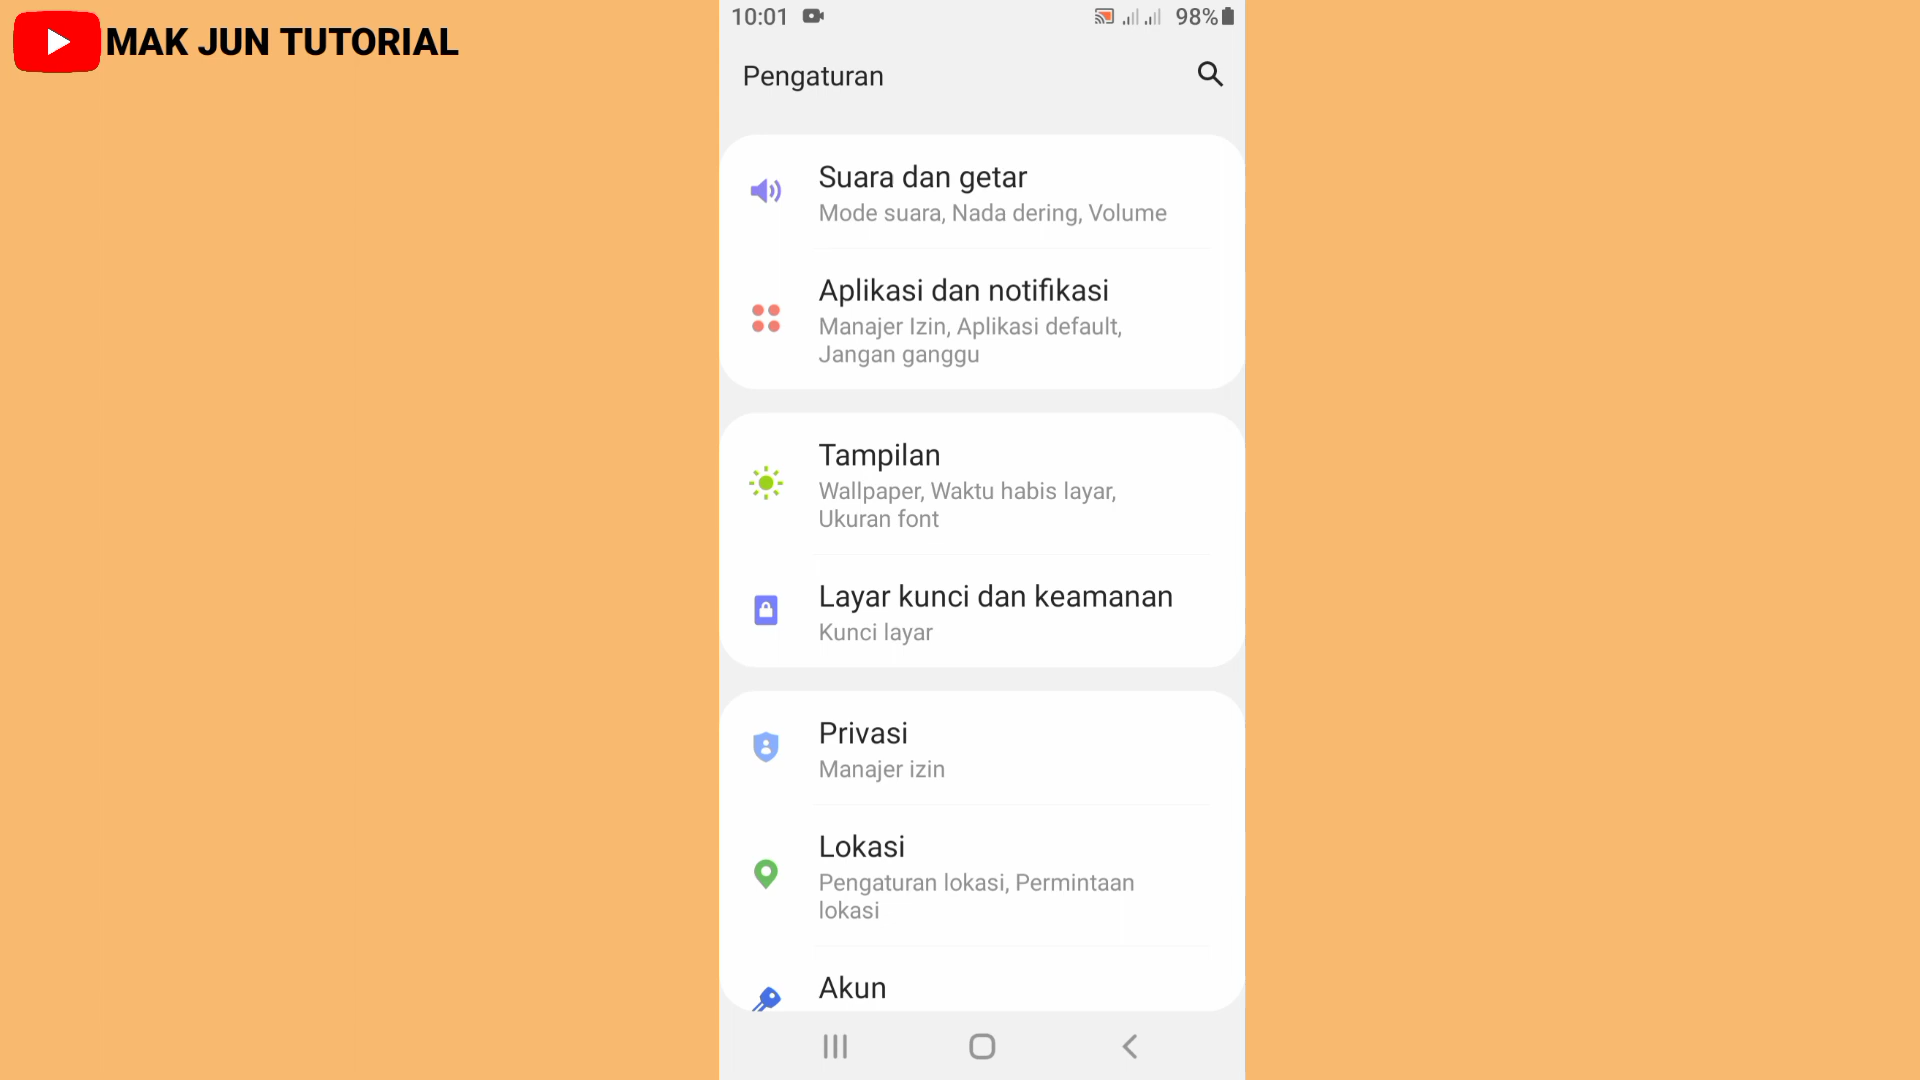 MAK JUN TUTORIAL
10:01
98%
Pengaturan
Suara dan getar
Mode suara, Nada dering, Volume
Aplikasi dan notifikasi
Manajer Izin, Aplikasi default,
Jangan ganggu
Tampilan
Wallpaper, Waktu habis layar,
Ukuran font
Layar kunci dan keamanan
Kunci layar
Privasi
Manajer izin
Lokasi
Pengaturan lokasi, Permintaan
lokasi
Akun